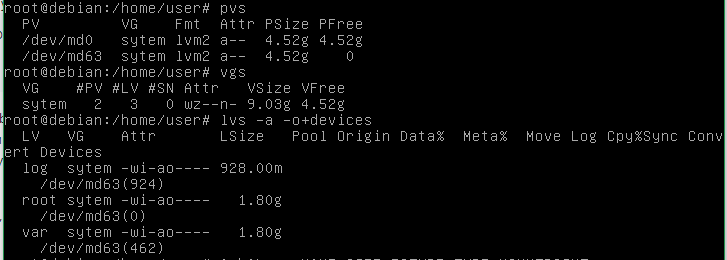 root@debian:/home/user# pvs
  PV         VG    Fmt  Attr PSize PFree
  /dev/md0   sytem lvm2 a--  4.52g 4.52g
  /dev/md63  sytem lvm2 a--  4.52g    0
root@debian:/home/user# vgs
  VG    #PV #LV #SN Attr   VSize VFree
  sytem   2   3   0 wz--n- 9.03g 4.52g
root@debian:/home/user# lvs -a -o+devices
  LV   VG    Attr       LSize   Pool Origin Data%  Meta%  Move Log Cpy%Sync Conv
ert Devices
  log  sytem -wi-ao---- 928.00m
    /dev/md63(924)
  root sytem -wi-ao----   1.80g
    /dev/md63(0)
  var  sytem -wi-ao----   1.80g
    /dev/md63(462)